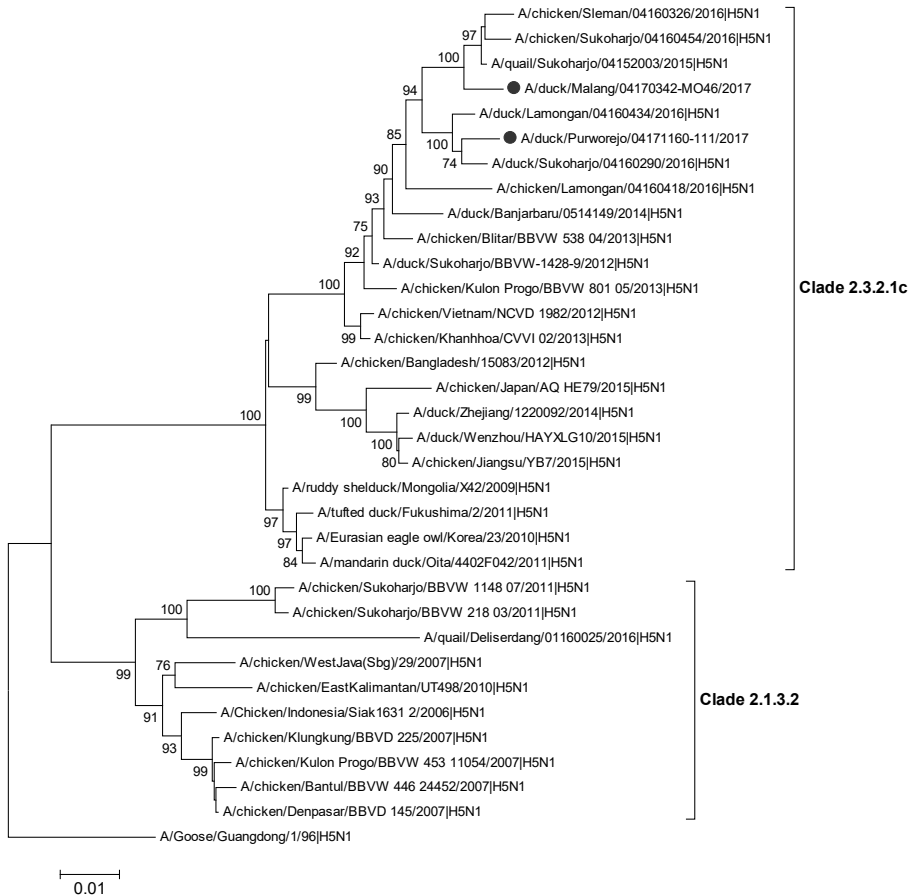 A/chicken/Sleman/04160326/2016|H5N1
97
A/chicken/Sukoharjo/04160454/2016|H5N1
100
A/quail/Sukoharjo/04152003/2015|H5N1
94
A/duck/Malang/04170342-MO46/2017
A/duck/Lamongan/04160434/2016|H5N1
85
100
A/duck/Purworejo/04171160-111/2017
74
A/duck/Sukoharjo/04160290/2016|H5N1
90
A/chicken/Lamongan/04160418/2016|H5N1
93
A/duck/Banjarbaru/0514149/2014|H5N1
75
A/chicken/Blitar/BBVW 538 04/2013|H5N1
92
A/duck/Sukoharjo/BBVW-1428-9/2012|H5N1
100
A/chicken/Kulon Progo/BBVW 801 05/2013|H5N1
Clade 2.3.2.1c
A/chicken/Vietnam/NCVD 1982/2012|H5N1
99
A/chicken/Khanhhoa/CVVI 02/2013|H5N1
A/chicken/Bangladesh/15083/2012|H5N1
99
A/chicken/Japan/AQ HE79/2015|H5N1
100
A/duck/Zhejiang/1220092/2014|H5N1
100
100
A/duck/Wenzhou/HAYXLG10/2015|H5N1
80
A/chicken/Jiangsu/YB7/2015|H5N1
A/ruddy shelduck/Mongolia/X42/2009|H5N1
97
A/tufted duck/Fukushima/2/2011|H5N1
97
A/Eurasian eagle owl/Korea/23/2010|H5N1
84
A/mandarin duck/Oita/4402F042/2011|H5N1
100
A/chicken/Sukoharjo/BBVW 1148 07/2011|H5N1
100
A/chicken/Sukoharjo/BBVW 218 03/2011|H5N1
A/quail/Deliserdang/01160025/2016|H5N1
99
76
A/chicken/WestJava(Sbg)/29/2007|H5N1
A/chicken/EastKalimantan/UT498/2010|H5N1
Clade 2.1.3.2
91
A/Chicken/Indonesia/Siak1631 2/2006|H5N1
93
A/chicken/Klungkung/BBVD 225/2007|H5N1
99
A/chicken/Kulon Progo/BBVW 453 11054/2007|H5N1
A/chicken/Bantul/BBVW 446 24452/2007|H5N1
A/chicken/Denpasar/BBVD 145/2007|H5N1
A/Goose/Guangdong/1/96|H5N1
0.01